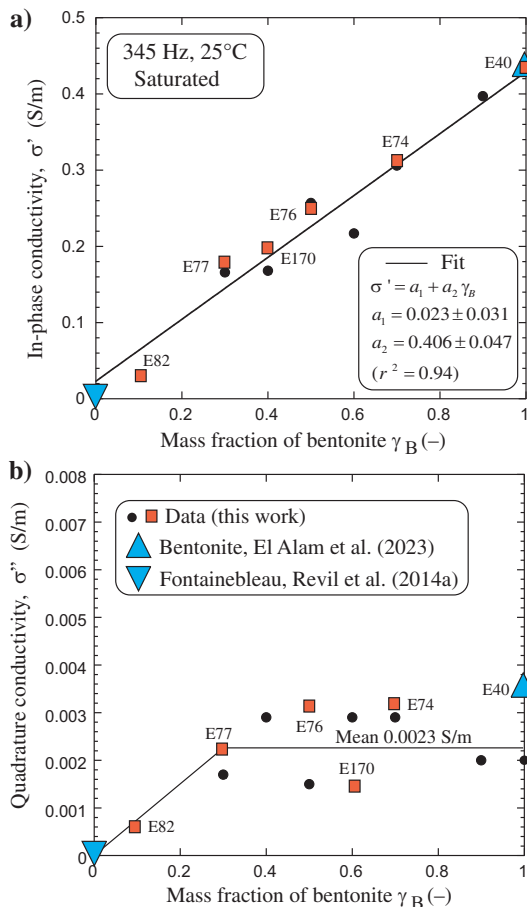 a)
0.5
0.4
0.3
0.2
0.1
0
In-phase conductivity, σ' (S/m)
345 Hz, 25°C
Saturated
E40
E74
E76
E77
E170
E82
Fit
σ' = a₁ + a₂ γ_B
a₁ = 0.023 ± 0.031
a₂ = 0.406 ± 0.047
(r² = 0.94)
0 0.2 0.4 0.6 0.8 1
Mass fraction of bentonite γ_B (–)
b)
0.008
0.007
0.006
0.005
0.004
0.003
0.002
0.001
0
Quadrature conductivity, σ" (S/m)
Data (this work)
Bentonite, El Alam et al. (2023)
Fontainebleau, Revil et al. (2014a)
E40
E74
E76
E77
Mean 0.0023 S/m
E170
E82
0 0.2 0.4 0.6 0.8 1
Mass fraction of bentonite γ_B (–)